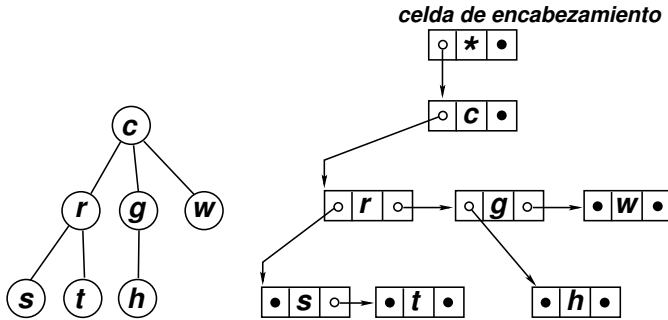 celda de encabezamiento
*
c
c
r g w
r g w
s t h
s t h